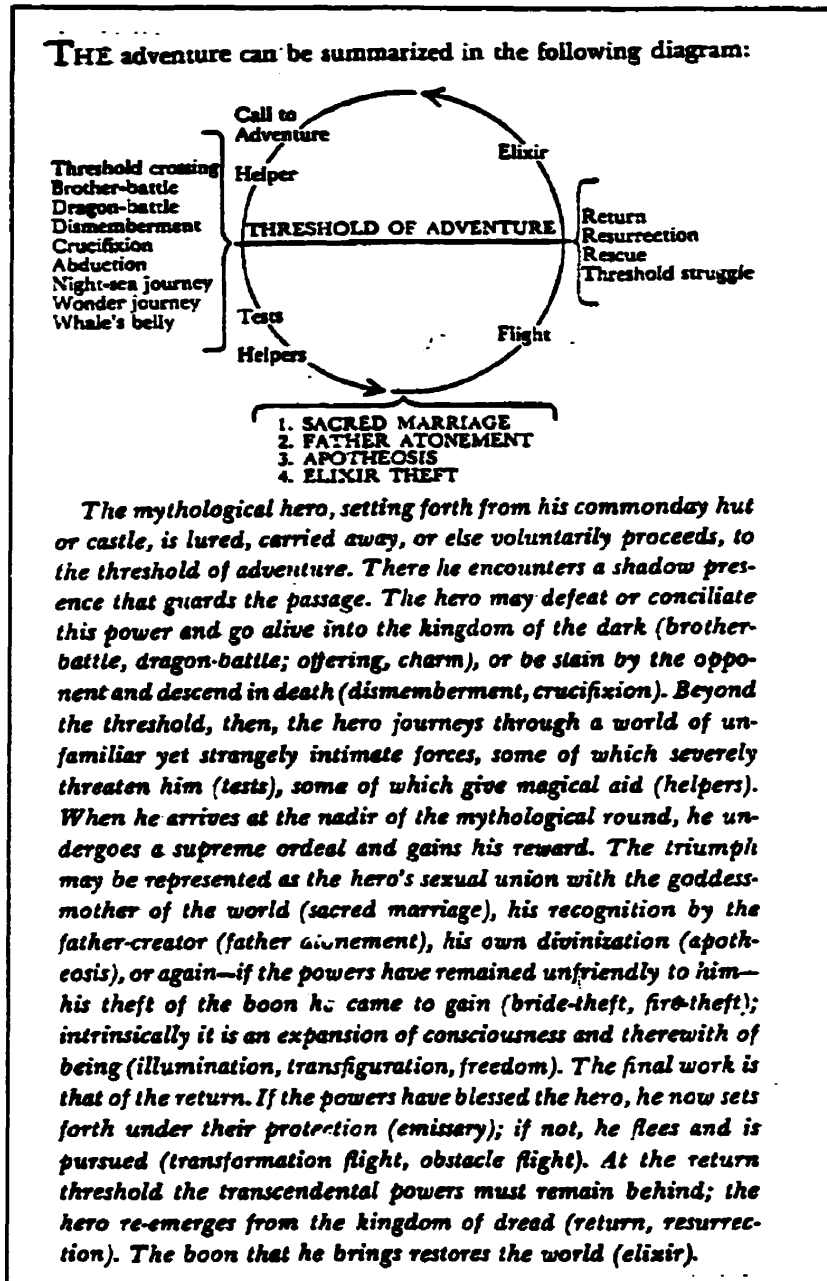 THE adventure can be summarized in the following diagram:
Call to
Adventure
Helper
Threshold crossing
Brother-battle
Dragon-battle
Dismemberment
Crucifixion
Abduction
Night-sea journey
Wonder journey
Whale's belly
THRESHOLD OF ADVENTURE
Elixir
Return
Resurrection
Rescue
Threshold struggle
Tests
Helpers
Flight
1. SACRED MARRIAGE
2. FATHER ATONEMENT
3. APOTHEOSIS
4. ELIXIR THEFT
The mythological hero, setting forth from his commonday hut
or castle, is lured, carried away, or else voluntarily proceeds, to
the threshold of adventure. There he encounters a shadow pres-
ence that guards the passage. The hero may defeat or conciliate
this power and go alive into the kingdom of the dark (brother-
battle, dragon-battle; offering, charm), or be slain by the oppo-
nent and descend in death (dismemberment, crucifixion). Beyond
the threshold, then, the hero journeys through a world of un-
familiar yet strangely intimate forces, some of which severely
threaten him (tests), some of which give magical aid (helpers).
When he arrives at the nadir of the mythological round, he un-
dergoes a supreme ordeal and gains his reward. The triumph
may be represented as the hero's sexual union with the goddess-
mother of the world (sacred marriage), his recognition by the
father-creator (father atonement), his own divinization (apoth-
eosis), or again—if the powers have remained unfriendly to him—
his theft of the boon he came to gain (bride-theft, fire-theft);
intrinsically it is an expansion of consciousness and therewith of
being (illumination, transfiguration, freedom). The final work is
that of the return. If the powers have blessed the hero, he now sets
forth under their protection (emissary); if not, he flees and is
pursued (transformation flight, obstacle flight). At the return
threshold the transcendental powers must remain behind; the
hero re-emerges from the kingdom of dread (return, resurrec-
tion). The boon that he brings restores the world (elixir).